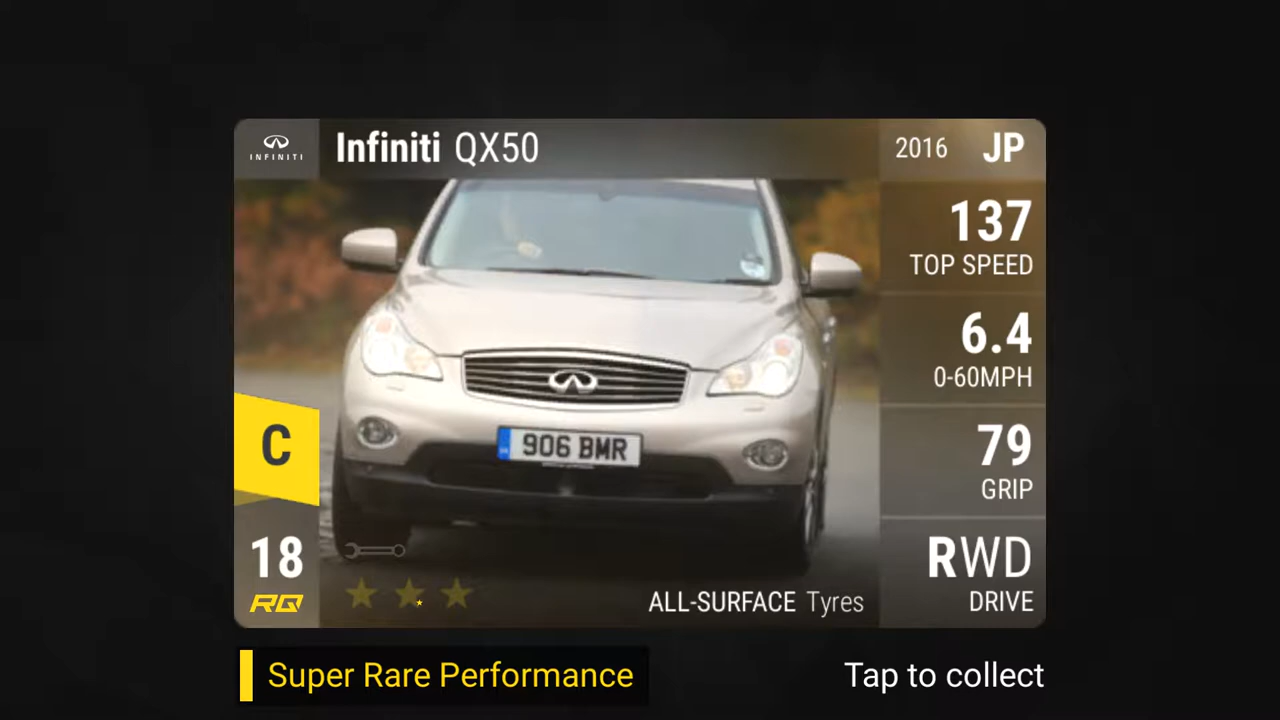 INFINITI
Infiniti QX50
2016 JP
137
TOP SPEED
6.4
0-60MPH
79
GRIP
RWD
DRIVE
C
18
RQ
906 BMR
ALL-SURFACE Tyres
Super Rare Performance
Tap to collect